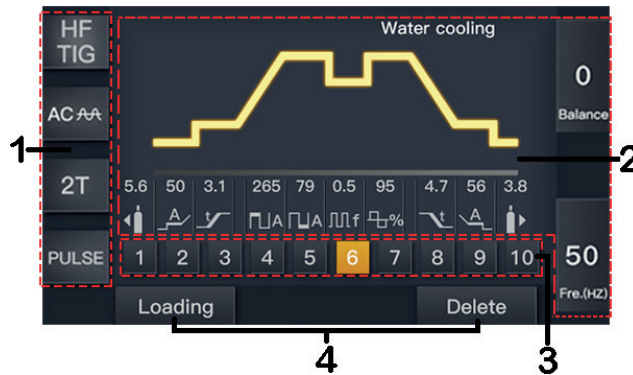 HF
TIG
Water cooling
0
Balance
AC
1
2
2T
5.6 50 3.1 265 79 0.5 95 4.7 56 3.8
A t A A f % t A
PULSE
1 2 3 4 5 6 7 8 9 10
50
Fre.(HZ)
Loading
Delete
4
3